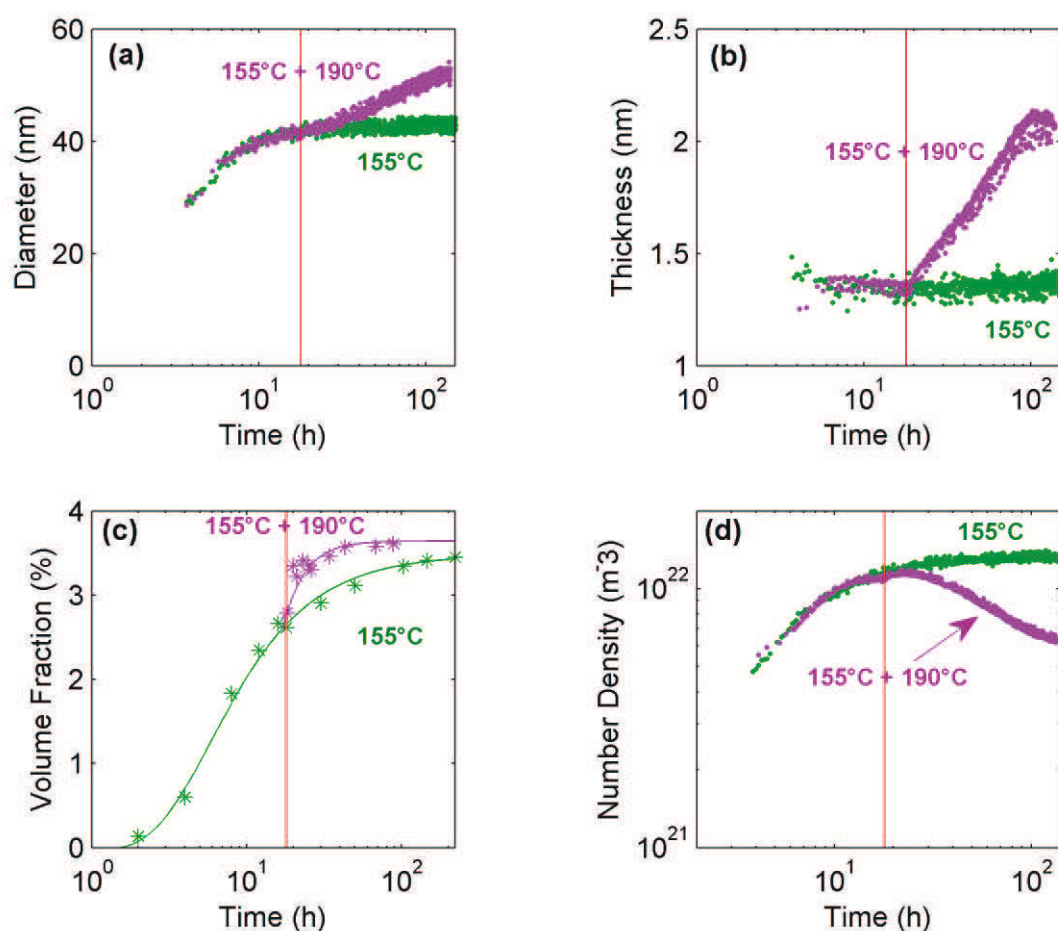 (a)
60
40
20
0
155°C + 190°C
155°C
Diameter (nm)
10^0 10^1 10^2
Time (h)
(b)
2.5
2
1.5
1
155°C + 190°C
155°C
Thickness (nm)
10^0 10^1 10^2
Time (h)
(c)
4
3
2
1
0
155°C + 190°C
155°C
Volume Fraction (%)
10^0 10^1 10^2
Time (h)
(d)
10^22
10^21
155°C
155°C + 190°C
Number Density (m^-3)
10^1 10^2
Time (h)